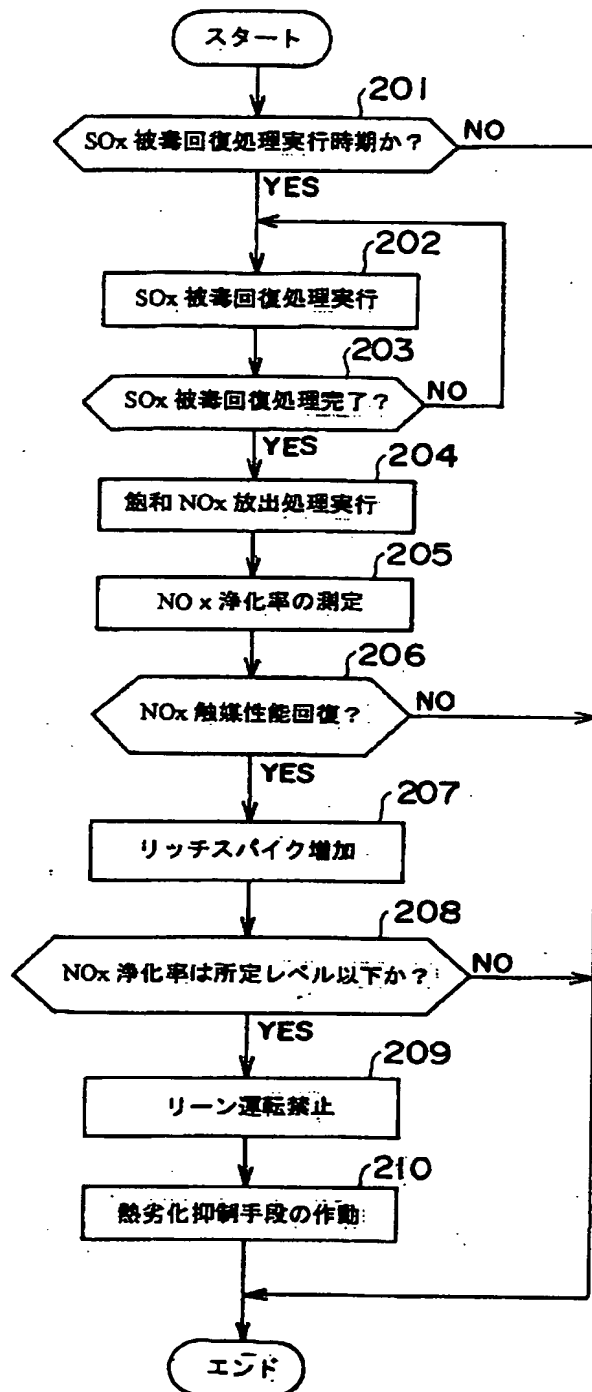 スタート
201
SOx 被毒回復処理実行時期か?
NO
YES
202
SOx 被毒回復処理実行
203
SOx 被毒回復処理完了?
NO
YES
204
飽和 NOx 放出処理実行
205
NOx 浄化率の測定
206
NOx 触媒性能回復?
NO
YES
207
リッチスパイク増加
208
NOx 浄化率は所定レベル以下か?
NO
YES
209
リーン運転禁止
210
熱劣化抑制手段の作動
エンド